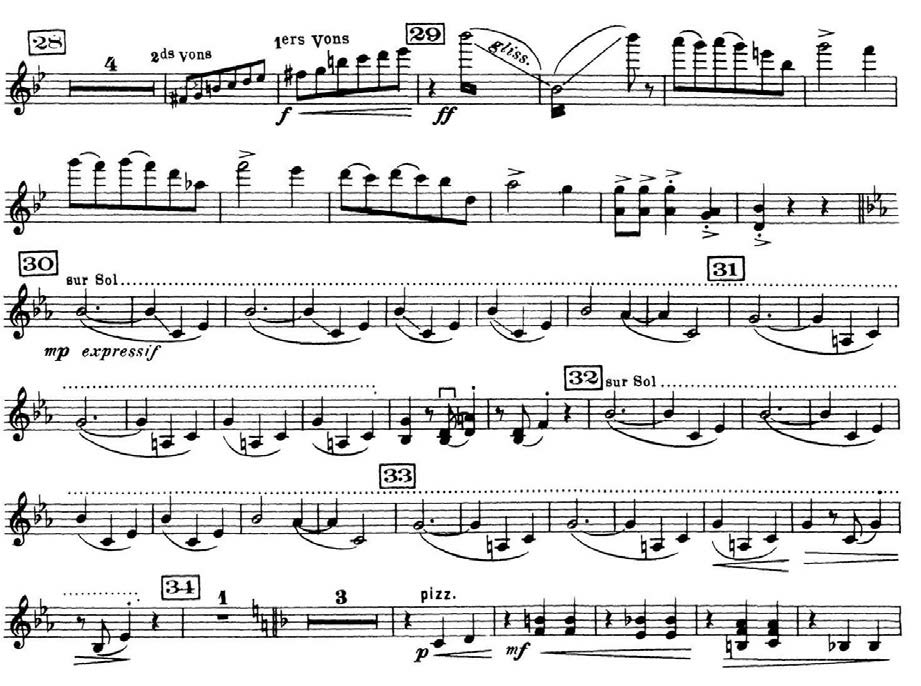 28 4 2ds Vons 1ers Vons 29 gliss.
f ff
30 sur Sol 31
mp expressif
32 sur Sol
33
34 1 3 pizz.
p mf